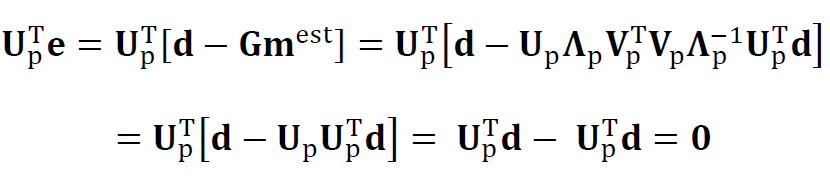 U_p^T e = U_p^T [d − Gm^est] = U_p^T [d − U_p Λ_p V_p^T V_p Λ_p^−1 U_p^T d]
= U_p^T [d − U_p U_p^T d] = U_p^T d − U_p^T d = 0